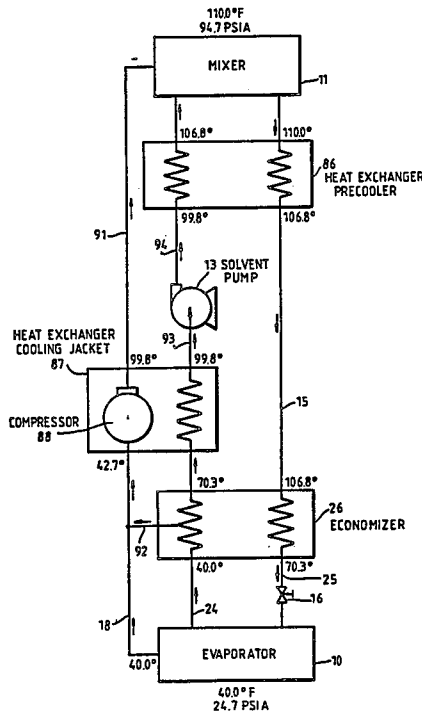 110.0°F
94.7 PSIA
MIXER
11
106.8°
110.0°
86
HEAT EXCHANGER
PRECOOLER
99.8°
106.8°
91
94
13 SOLVENT
PUMP
93
HEAT EXCHANGER
COOLING JACKET
87
99.8°
99.8°
15
COMPRESSOR
88
42.7°
70.3°
106.8°
26
ECONOMIZER
92
40.0°
70.3°
25
24
16
18
40.0°
EVAPORATOR
10
40.0°F
24.7 PSIA